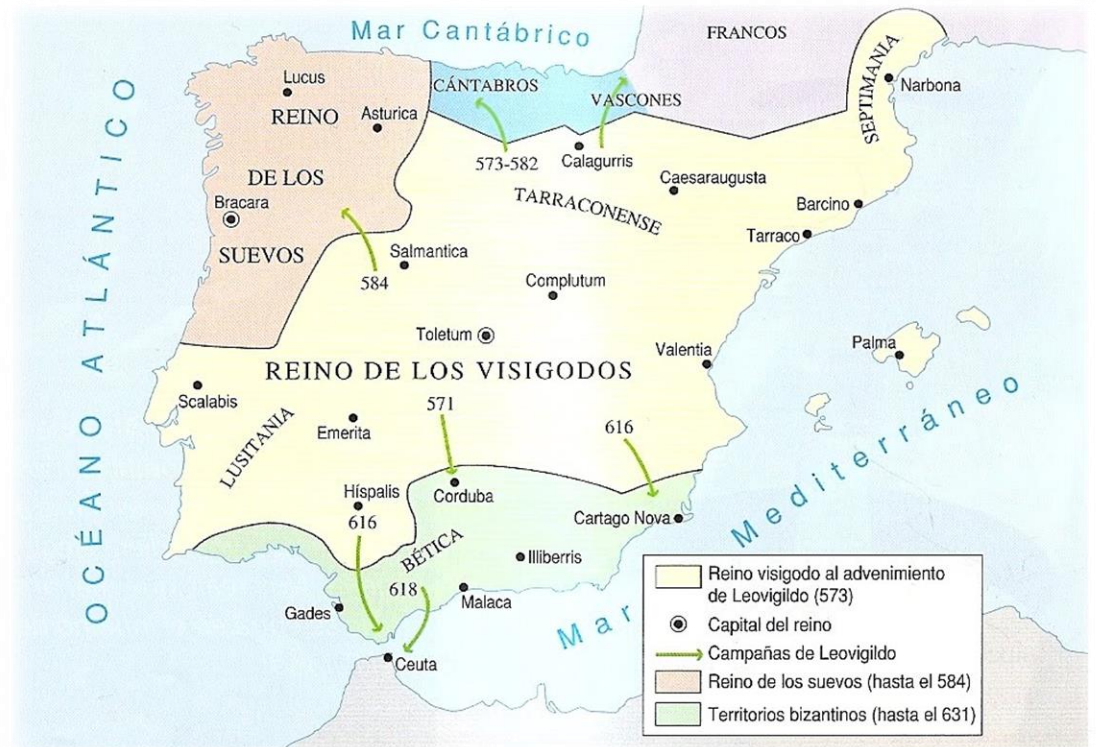 Mar Cantábrico
FRANCOS
OCÉANO ATLÁNTICO
Lucus
REINO
Asturica
CÁNTABROS
VASCONES
SEPTIMANIA
Narbona
573-582
Calagurris
DE LOS
Bracara
TARRACONENSE
Caesaraugusta
Barcino
Tarraco
SUEVOS
Salmantica
584
Complutum
Toletum
Valentia
Palma
REINO DE LOS VISIGODOS
Scalabis
LUSITANIA
Emerita
571
616
Mar Mediterráneo
Híspalis
616
Corduba
Cartago Nova
BÉTICA
Illiberris
618
Malaca
Gades
Ceuta
Reino visigodo al advenimiento
de Leovigildo (573)
Capital del reino
Campañas de Leovigildo
Reino de los suevos (hasta el 584)
Territorios bizantinos (hasta el 631)